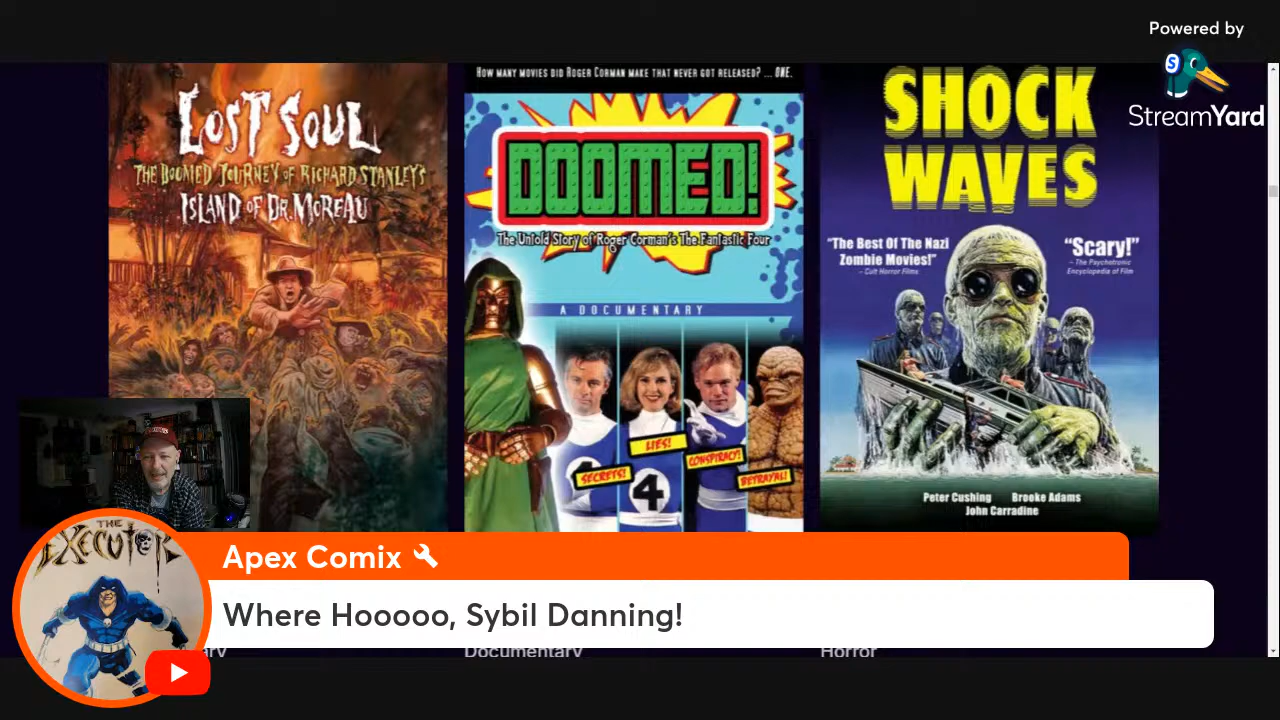 Powered by
StreamYard
LOST SOUL
THE DOOMED JOURNEY OF RICHARD STANLEY'S
ISLAND OF DR. MOREAU
HOW MANY MOVIES DID ROGER CORMAN MAKE THAT NEVER GOT RELEASED? ... ONE.
DOOMED!
The Untold Story of Roger Corman's The Fantastic Four
A DOCUMENTARY
SECRETS!
LIES!
CONSPIRACY!
BETRAYAL!
4
SHOCK
WAVES
"The Best Of The Nazi
Zombie Movies!"
– Cult Horror Films
"Scary!"
– The Psychotronic
Encyclopedia of Film
Peter Cushing Brooke Adams
John Carradine
THE
EXECUTOR
Apex Comix
Where Hooooo, Sybil Danning!
Documentary
Horror